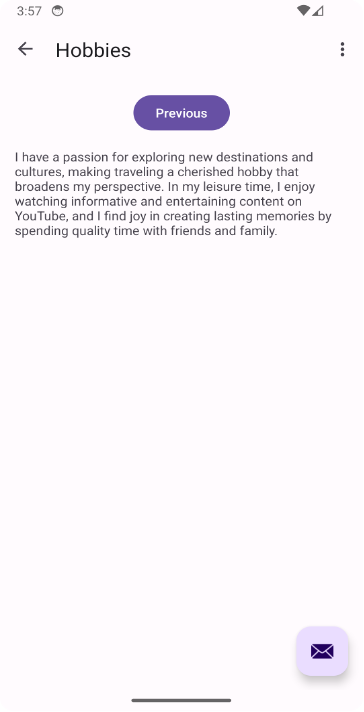 3:57
Hobbies
Previous
I have a passion for exploring new destinations and
cultures, making traveling a cherished hobby that
broadens my perspective. In my leisure time, I enjoy
watching informative and entertaining content on
YouTube, and I find joy in creating lasting memories by
spending quality time with friends and family.